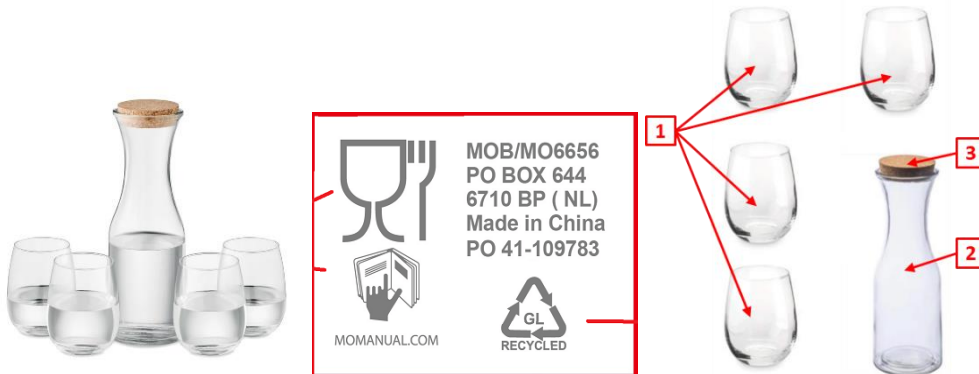 MOB/MO6656
PO BOX 644
6710 BP ( NL)
Made in China
PO 41-109783
MOMANUAL.COM
GL
RECYCLED
1
3
2